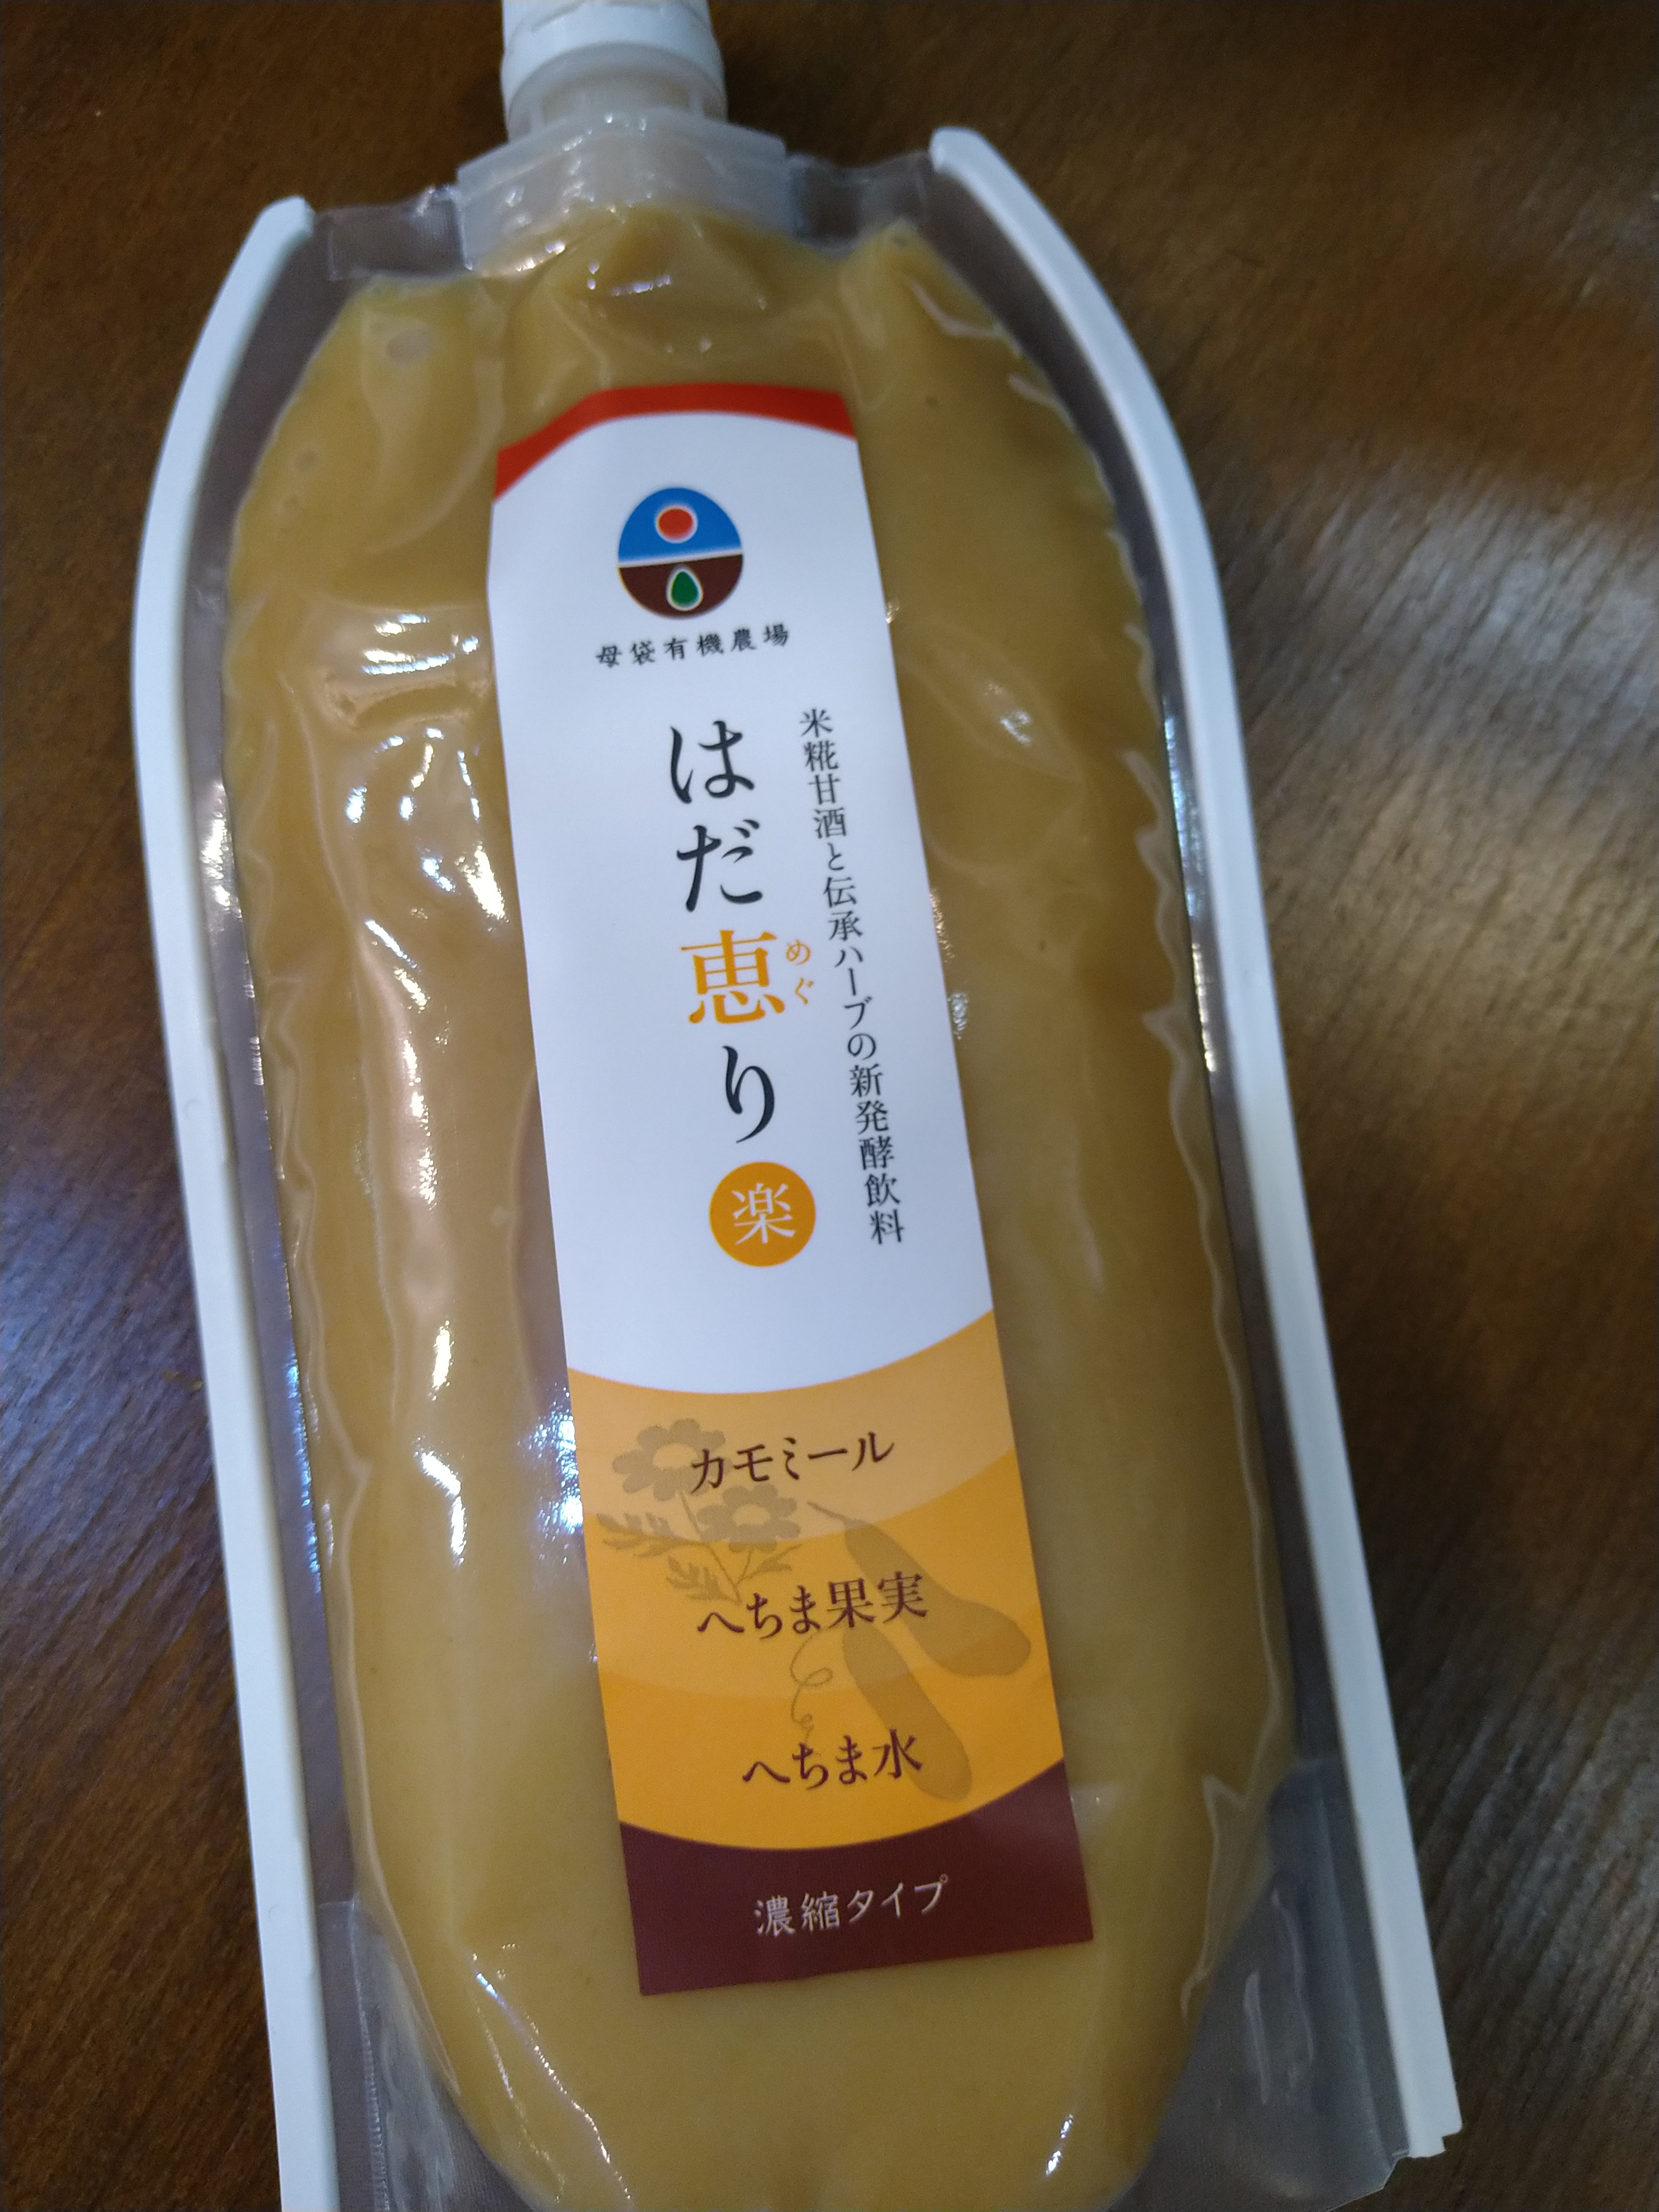 母袋有機農場
米糀甘酒と伝承ハーブの新発酵飲料
はだ恵り
めぐ
楽
カモミール
へちま果実
へちま水
濃縮タイプ